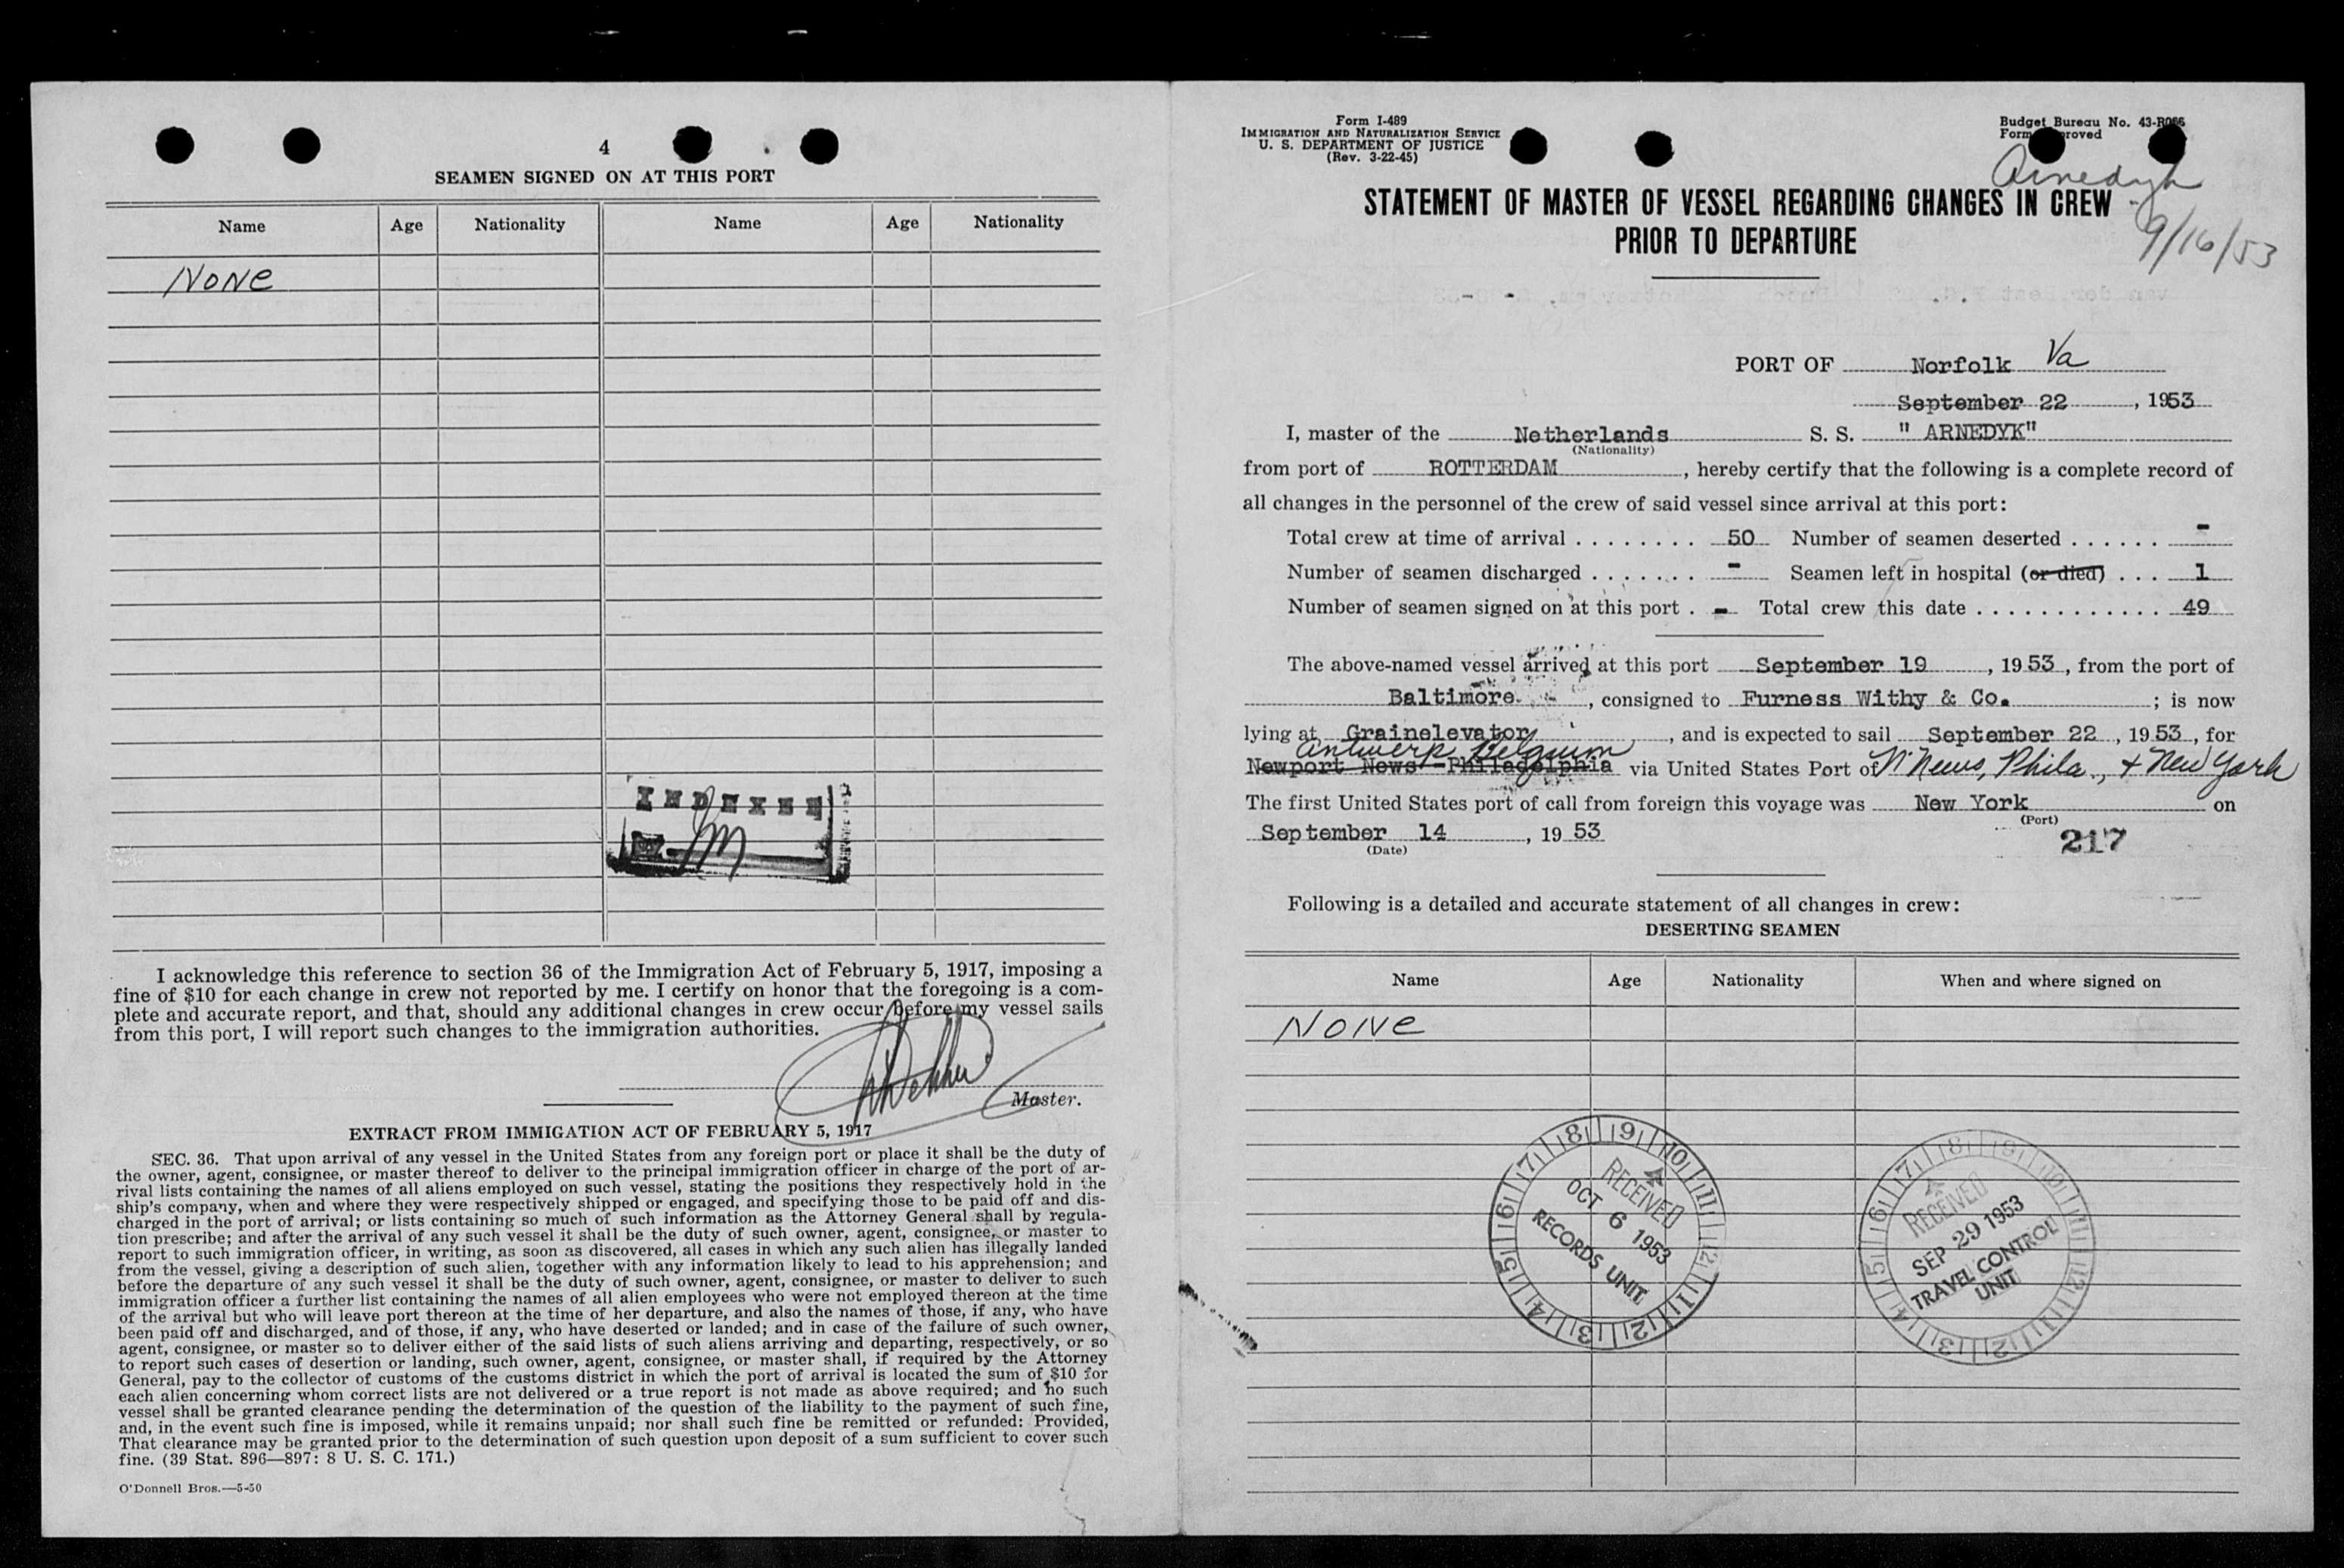 4
SEAMEN SIGNED ON AT THIS PORT
Name Age Nationality Name Age Nationality
NONE
INDEXED
I acknowledge this reference to section 36 of the Immigration Act of February 5, 1917, imposing a
fine of $10 for each change in crew not reported by me. I certify on honor that the foregoing is a com-
plete and accurate report, and that, should any additional changes in crew occur before my vessel sails
from this port, I will report such changes to the immigration authorities.
Master.
EXTRACT FROM IMMIGATION ACT OF FEBRUARY 5, 1917
SEC. 36. That upon arrival of any vessel in the United States from any foreign port or place it shall be the duty of
the owner, agent, consignee, or master thereof to deliver to the principal immigration officer in charge of the port of ar-
rival lists containing the names of all aliens employed on such vessel, stating the positions they respectively hold in the
ship's company, when and where they were respectively shipped or engaged, and specifying those to be paid off and dis-
charged in the port of arrival; or lists containing so much of such information as the Attorney General shall by regula-
tion prescribe; and after the arrival of any such vessel it shall be the duty of such owner, agent, consignee, or master to
report to such immigration officer, in writing, as soon as discovered, all cases in which any such alien has illegally landed
from the vessel, giving a description of such alien, together with any information likely to lead to his apprehension; and
before the departure of any such vessel it shall be the duty of such owner, agent, consignee, or master to deliver to such
immigration officer a further list containing the names of all alien employees who were not employed thereon at the time
of the arrival but who will leave port thereon at the time of her departure, and also the names of those, if any, who have
been paid off and discharged, and of those, if any, who have deserted or landed; and in case of the failure of such owner,
agent, consignee, or master so to deliver either of the said lists of such aliens arriving and departing, respectively, or so
to report such cases of desertion or landing, such owner, agent, consignee, or master shall, if required by the Attorney
General, pay to the collector of customs of the customs district in which the port of arrival is located the sum of $10 for
each alien concerning whom correct lists are not delivered or a true report is not made as above required; and no such
vessel shall be granted clearance pending the determination of the question of the liability to the payment of such fine,
and, in the event such fine is imposed, while it remains unpaid; nor shall such fine be remitted or refunded: Provided,
That clearance may be granted prior to the determination of such question upon deposit of a sum sufficient to cover such
fine. (39 Stat. 896—897: 8 U. S. C. 171.)
O'Donnell Bros.—5-50
Form I-489
IMMIGRATION AND NATURALIZATION SERVICE
U. S. DEPARTMENT OF JUSTICE
(Rev. 3-22-45)
Budget Bureau No. 43-R066
Arnedyk
9/16/53
STATEMENT OF MASTER OF VESSEL REGARDING CHANGES IN CREW
PRIOR TO DEPARTURE
PORT OF Norfolk Va
September 22, 1953
I, master of the Netherlands S. S. " ARNEDYK"
(Nationality)
from port of ROTTERDAM, hereby certify that the following is a complete record of
all changes in the personnel of the crew of said vessel since arrival at this port:
Total crew at time of arrival . . . . . . . . 50 Number of seamen deserted . . . . . . -
Number of seamen discharged . . . . . . . - Seamen left in hospital (or died) . . . 1
Number of seamen signed on at this port . - Total crew this date . . . . . . . . . . . . 49
The above-named vessel arrived at this port September 19, 1953, from the port of
Baltimore - , consigned to Furness Withy & Co. ; is now
lying at Grainelevator, and is expected to sail September 22, 1953, for
Antwerp Belgium
Newport News - Philadelphia via United States Port of N' News, Phila., + New York
The first United States port of call from foreign this voyage was New York on
(Port)
September 14, 1953
(Date)
217
Following is a detailed and accurate statement of all changes in crew:
DESERTING SEAMEN
Name Age Nationality When and where signed on
NONE
RECEIVED
OCT 6 1953
RECORDS UNIT
RECEIVED
SEP 29 1953
TRAVEL CONTROL
UNIT